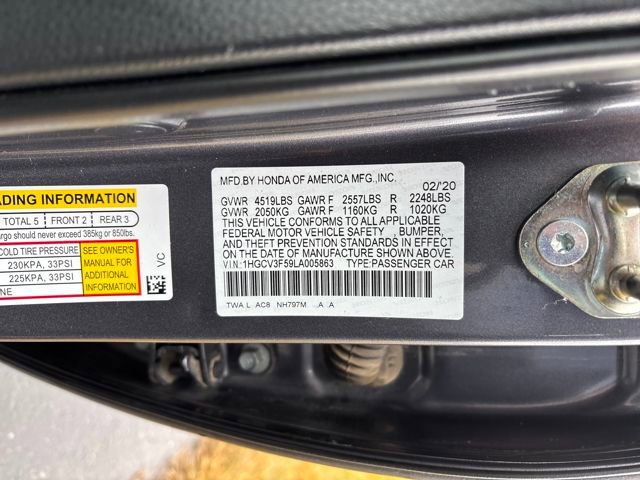 ADING INFORMATION
TOTAL 5 FRONT 2 REAR 3
argo should never exceed 385kg or 850lbs.
COLD TIRE PRESSURE
230KPA, 33PSI
225KPA, 33PSI
NE
SEE OWNER'S
MANUAL FOR
ADDITIONAL
INFORMATION
VC
MFD.BY HONDA OF AMERICA MFG.,INC.
02/'20
GVWR 4519LBS GAWR F 2557LBS R 2248LBS
GVWR 2050KG GAWR F 1160KG R 1020KG
THIS VEHICLE CONFORMS TO ALL APPLICABLE
FEDERAL MOTOR VEHICLE SAFETY , BUMPER,
AND THEFT PREVENTION STANDARDS IN EFFECT
ON THE DATE OF MANUFACTURE SHOWN ABOVE.
V I N : 1HGCV3F59LA005863 TYPE:PASSENGER CAR
TWA L AC8 NH797M .A A